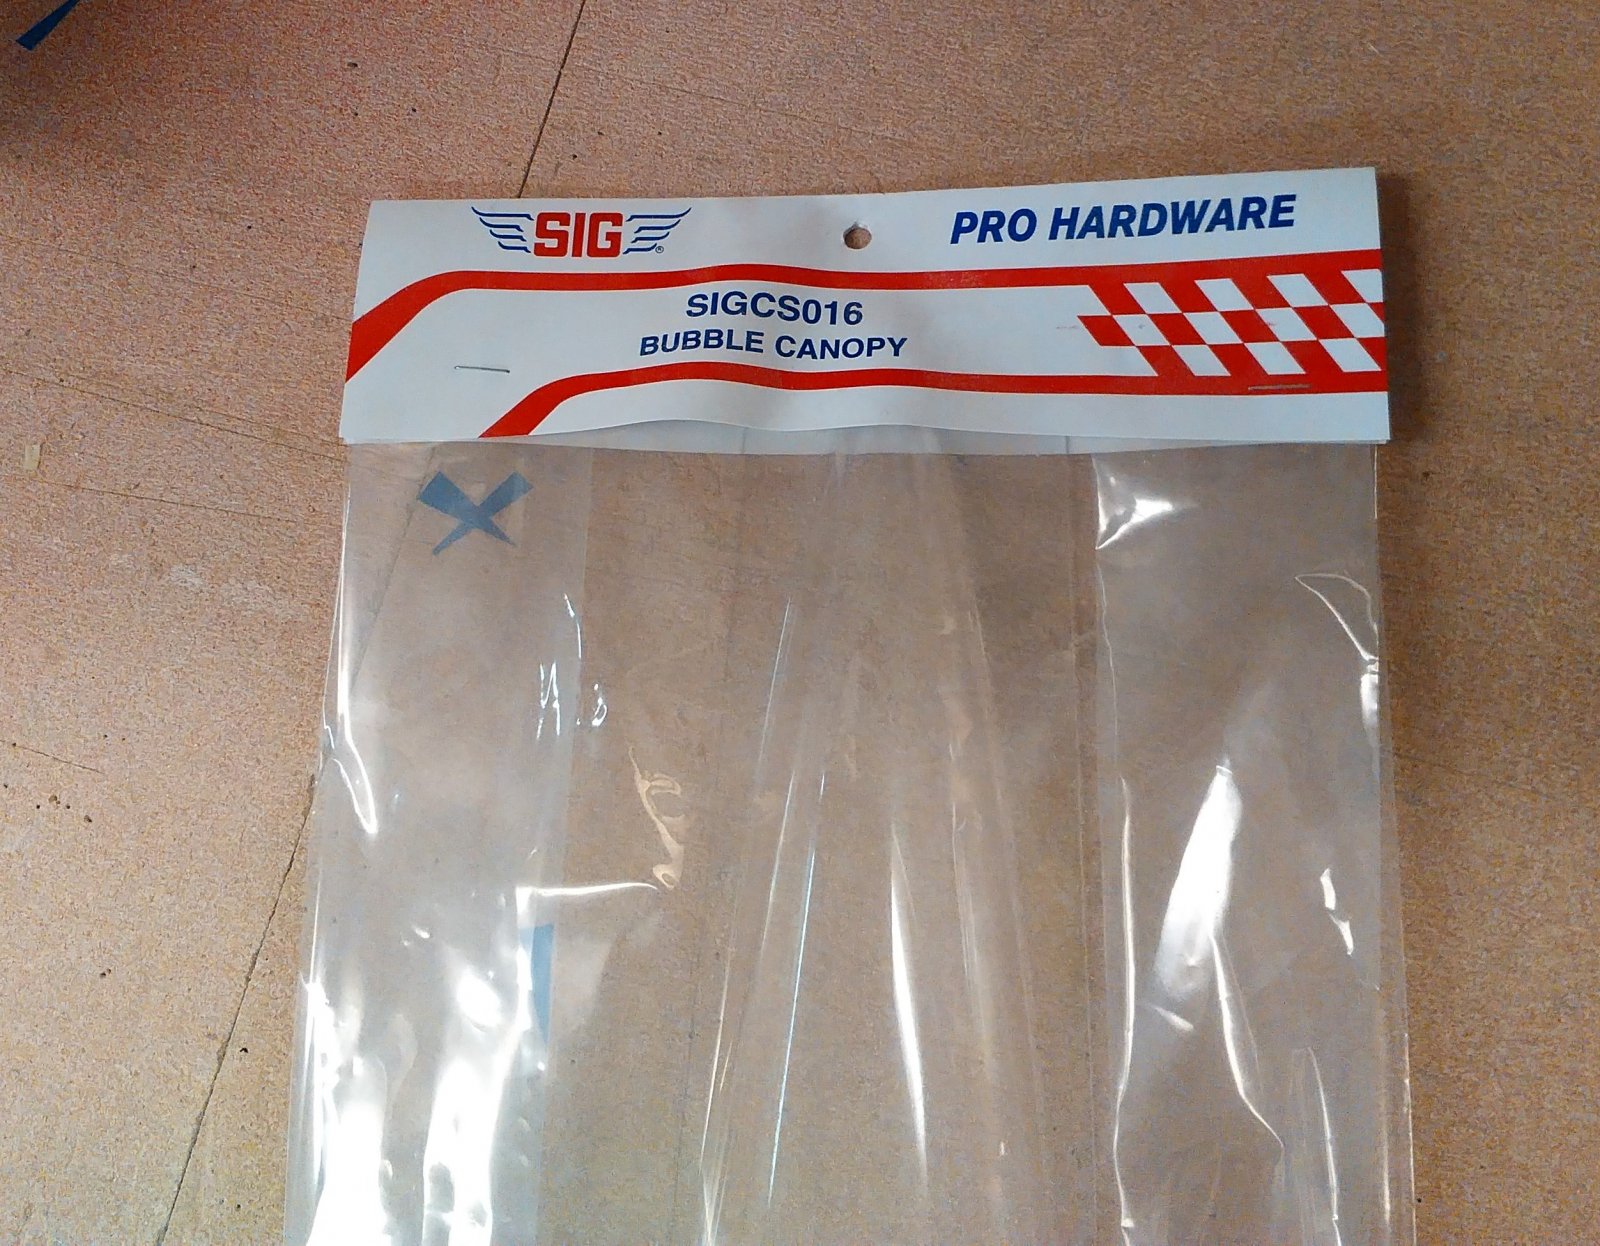 SIG®
PRO HARDWARE
SIGCS016
BUBBLE CANOPY